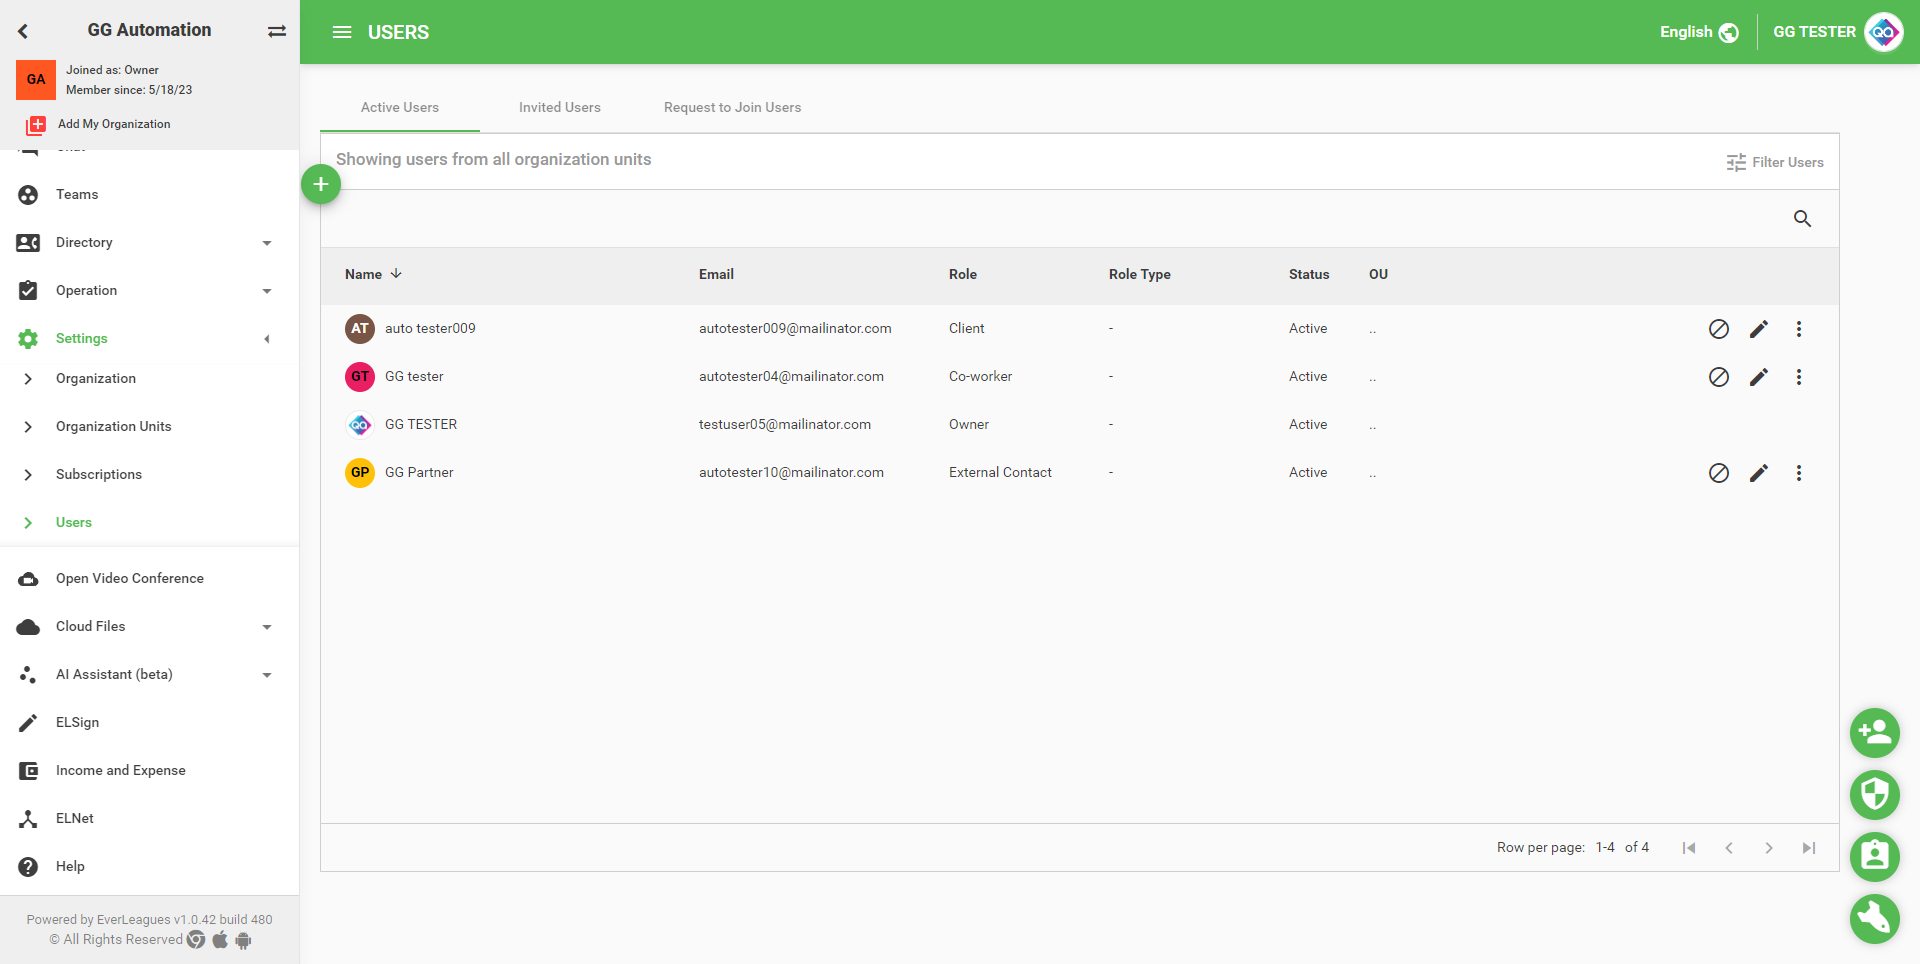 GG Automation
GA
Joined as: Owner
Member since: 5/18/23
Add My Organization
Teams
Directory
Operation
Settings
Organization
Organization Units
Subscriptions
Users
Open Video Conference
Cloud Files
AI Assistant (beta)
ELSign
Income and Expense
ELNet
Help
Powered by EverLeagues v1.0.42 build 480
© All Rights Reserved
USERS
English
GG TESTER
Active Users Invited Users Request to Join Users
Showing users from all organization units
Filter Users
Name Email Role Role Type Status OU
AT auto tester009 autotester009@mailinator.com Client - Active ..
GT GG tester autotester04@mailinator.com Co-worker - Active ..
QA GG TESTER testuser05@mailinator.com Owner - Active ..
GP GG Partner autotester10@mailinator.com External Contact - Active ..
Row per page: 1-4 of 4